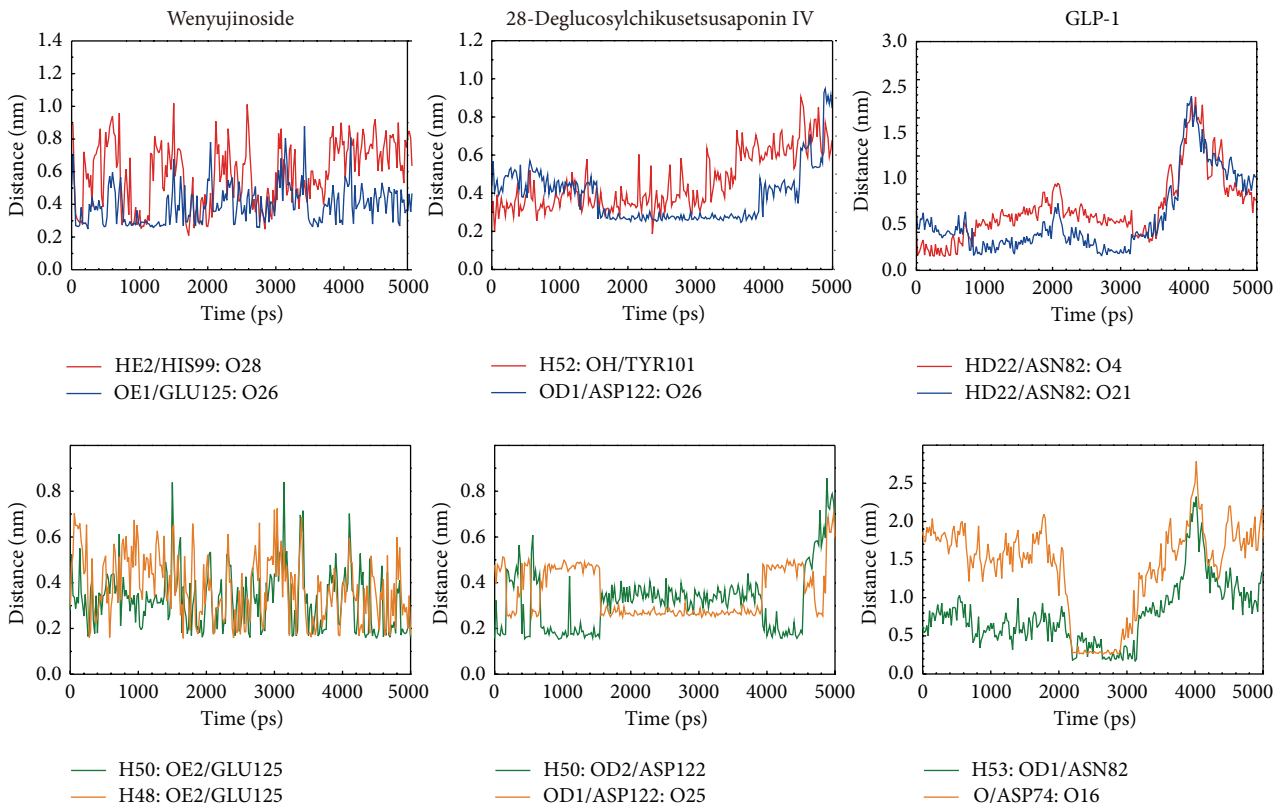 Wenyujinoside
28-Deglucosylchikusetsusaponin IV
GLP-1
1.4
1.2
1.0
0.8
0.6
0.4
0.2
0.0
Distance (nm)
0 1000 2000 3000 4000 5000
Time (ps)
HE2/HIS99: O28
OE1/GLU125: O26
1.2
1.0
0.8
0.6
0.4
0.2
0.0
Distance (nm)
0 1000 2000 3000 4000 5000
Time (ps)
H52: OH/TYR101
OD1/ASP122: O26
3.0
2.5
1.5
1.0
0.5
0.0
Distance (nm)
0 1000 2000 3000 4000 5000
Time (ps)
HD22/ASN82: O4
HD22/ASN82: O21
0.8
0.6
0.4
0.2
0.0
Distance (nm)
0 1000 2000 3000 4000 5000
Time (ps)
H50: OE2/GLU125
H48: OE2/GLU125
0.8
0.6
0.4
0.2
0.0
Distance (nm)
0 1000 2000 3000 4000 5000
Time (ps)
H50: OD2/ASP122
OD1/ASP122: O25
2.5
2.0
1.5
1.0
0.5
0.0
Distance (nm)
0 1000 2000 3000 4000 5000
Time (ps)
H53: OD1/ASN82
O/ASP74: O16